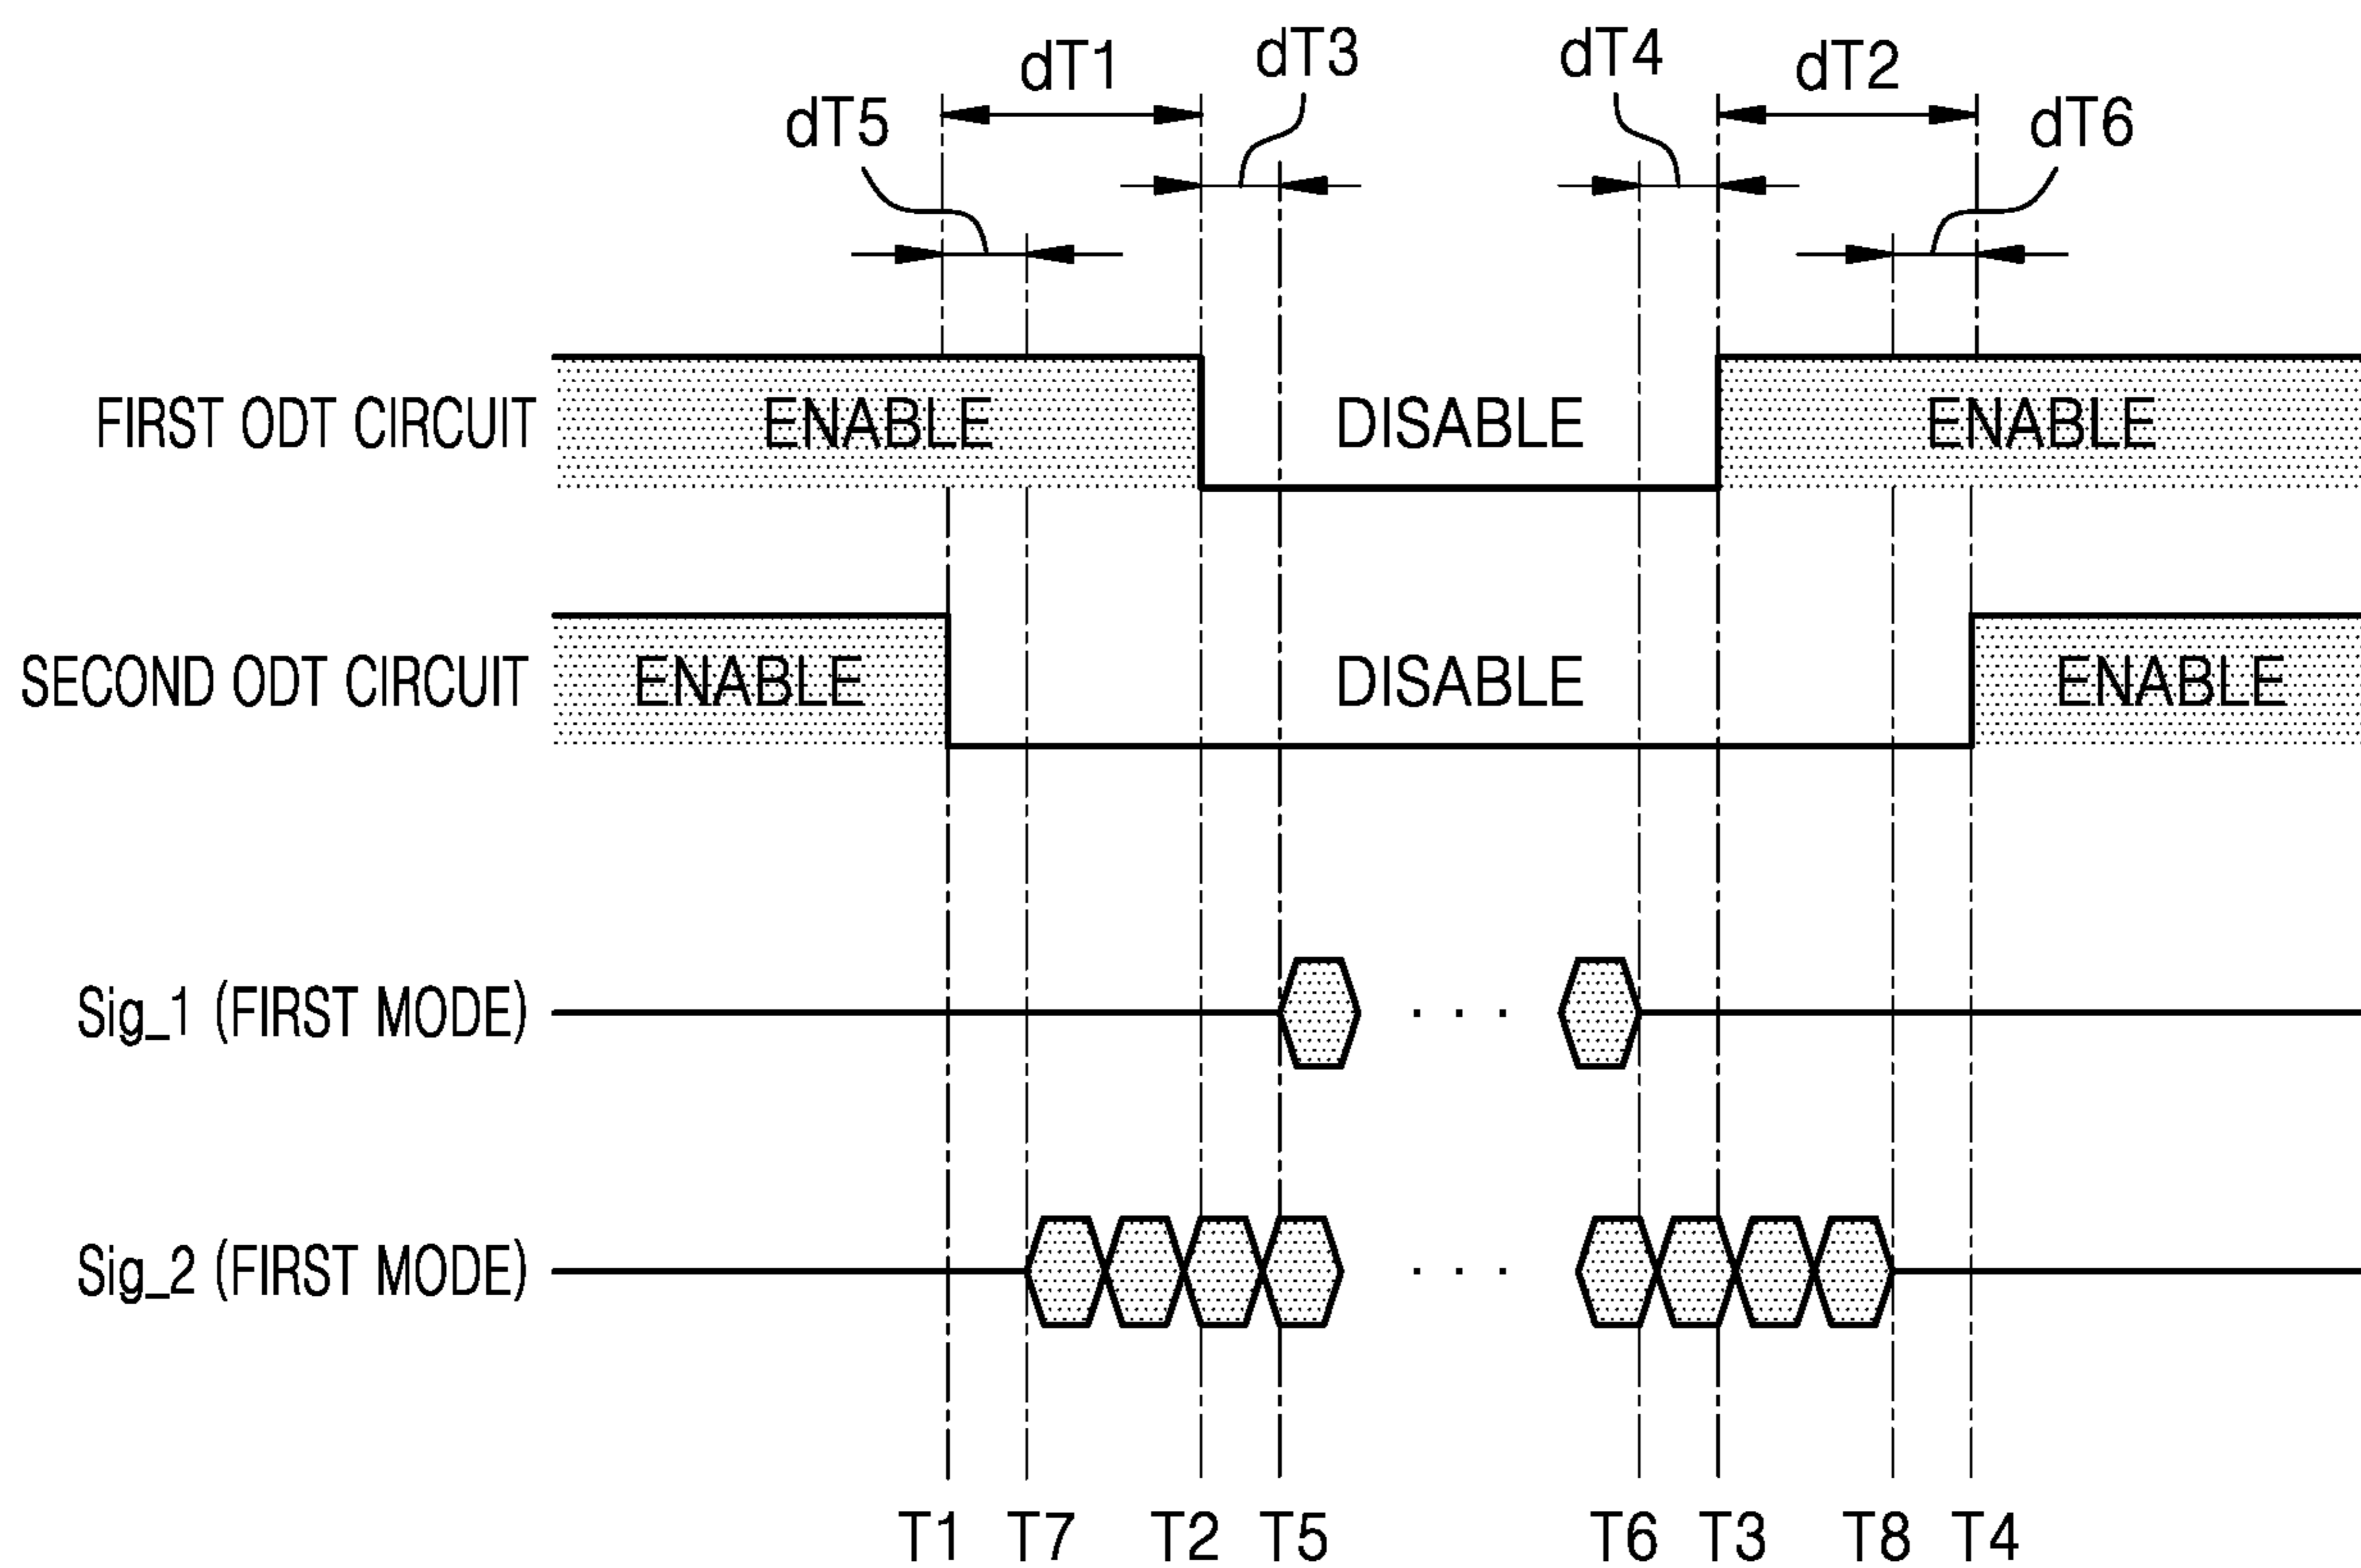 dT1 dT3 dT4 dT2
dT5 dT6
FIRST ODT CIRCUIT ENABLE DISABLE ENABLE
SECOND ODT CIRCUIT ENABLE DISABLE ENABLE
Sig_1 (FIRST MODE) . . .
Sig_2 (FIRST MODE) . . .
T1 T7 T2 T5 T6 T3 T8 T4